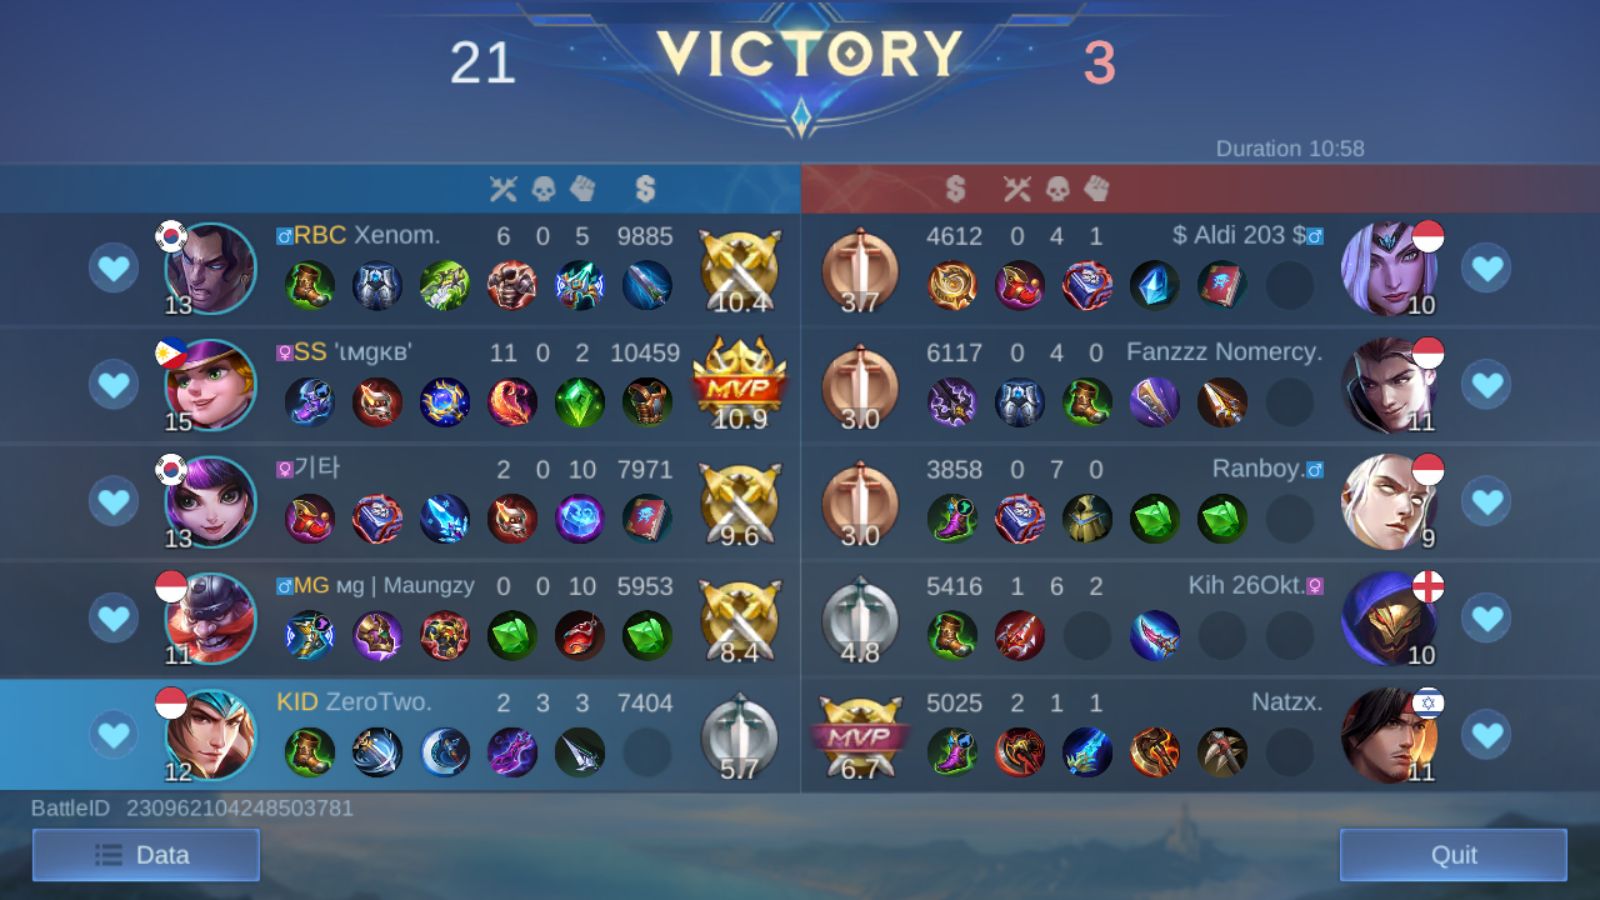 21 VICTORY 3
Duration 10:58
RBC Xenom. 6 0 5 9885
13 10.4
4612 0 4 1 $ Aldi 203 $
3.7 10
SS 'ιмgκв' 11 0 2 10459
15 MVP 10.9
6117 0 4 0 Fanzzz Nomercy.
3.0 11
기타 2 0 10 7971
13 9.6
3858 0 7 0 Ranboy.
3.0 9
MG мg | Maungzy 0 0 10 5953
11 8.4
5416 1 6 2 Kih 26Okt.
4.8 10
KID ZeroTwo. 2 3 3 7404
12 5.7
5025 2 1 1 Natzx.
MVP 6.7 11
BattleID 230962104248503781
Data
Quit